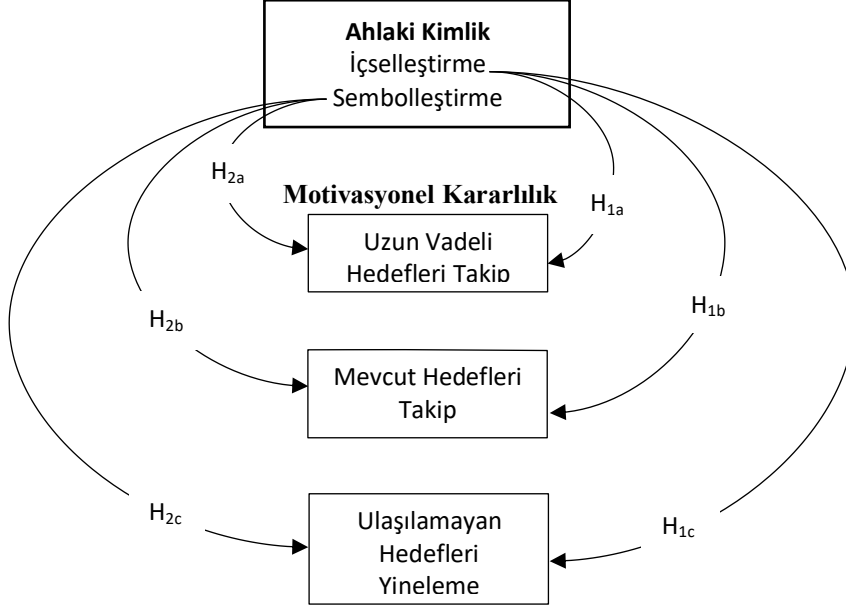 Ahlaki Kimlik
İçselleştirme
Sembolleştirme
H2a
Motivasyonel Kararlılık
H1a
Uzun Vadeli
Hedefleri Takip
H2b
H1b
Mevcut Hedefleri
Takip
H2c
H1c
Ulaşılamayan
Hedefleri
Yineleme